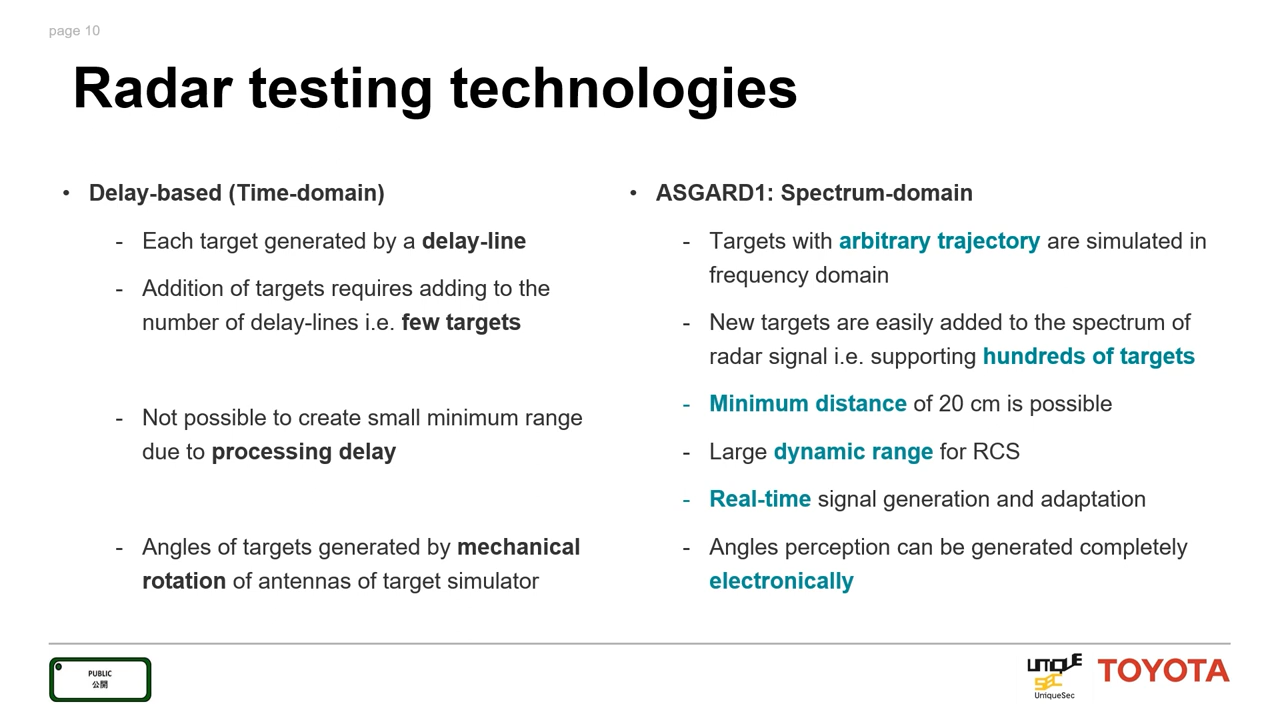 page 10
Radar testing technologies
• Delay-based (Time-domain)
- Each target generated by a delay-line
- Addition of targets requires adding to the
number of delay-lines i.e. few targets
- Not possible to create small minimum range
due to processing delay
- Angles of targets generated by mechanical
rotation of antennas of target simulator
• ASGARD1: Spectrum-domain
- Targets with arbitrary trajectory are simulated in
frequency domain
- New targets are easily added to the spectrum of
radar signal i.e. supporting hundreds of targets
- Minimum distance of 20 cm is possible
- Large dynamic range for RCS
- Real-time signal generation and adaptation
- Angles perception can be generated completely
electronically
PUBLIC
公開
UNIQUE
SEC
UniqueSec
TOYOTA